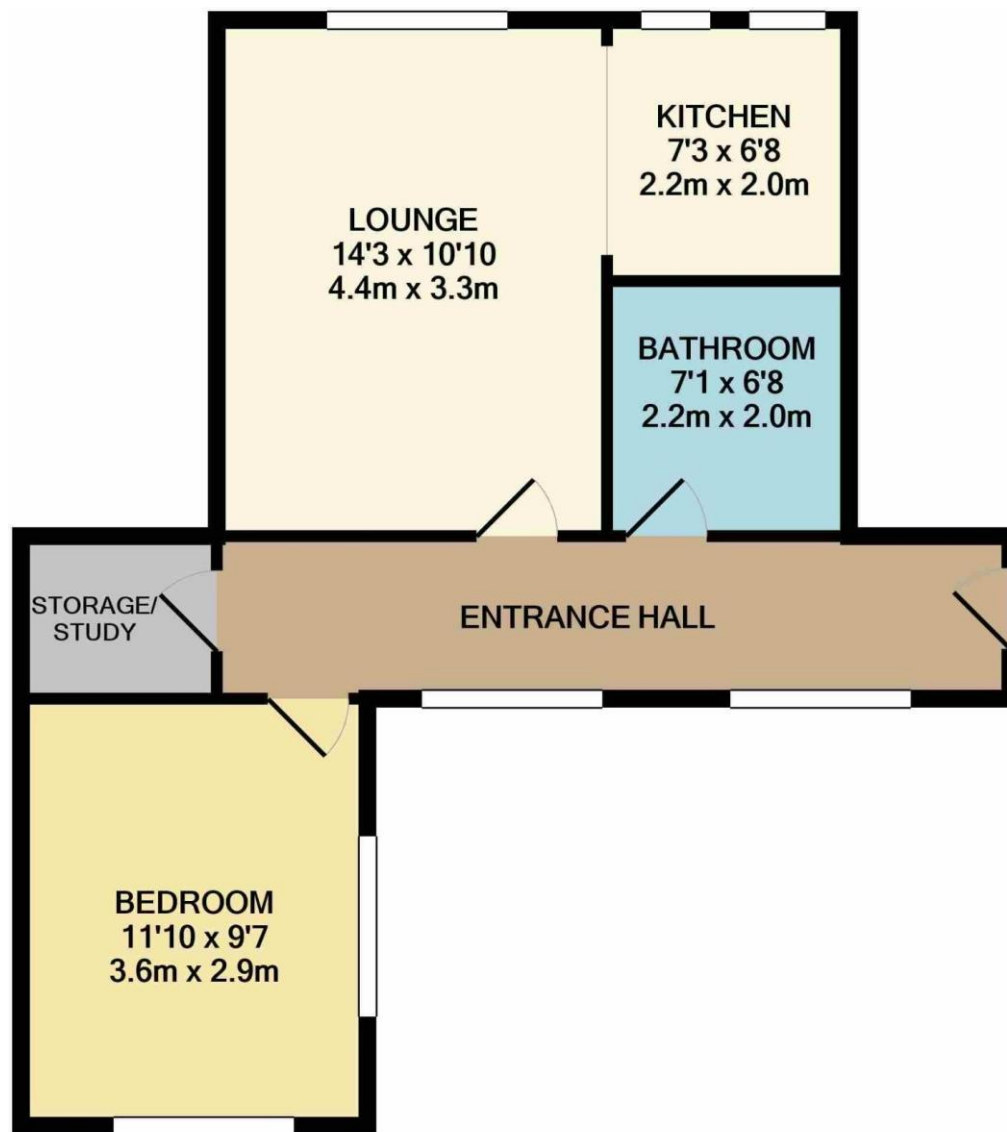 LOUNGE
14'3 x 10'10
4.4m x 3.3m
KITCHEN
7'3 x 6'8
2.2m x 2.0m
BATHROOM
7'1 x 6'8
2.2m x 2.0m
STORAGE/
STUDY
ENTRANCE HALL
BEDROOM
11'10 x 9'7
3.6m x 2.9m